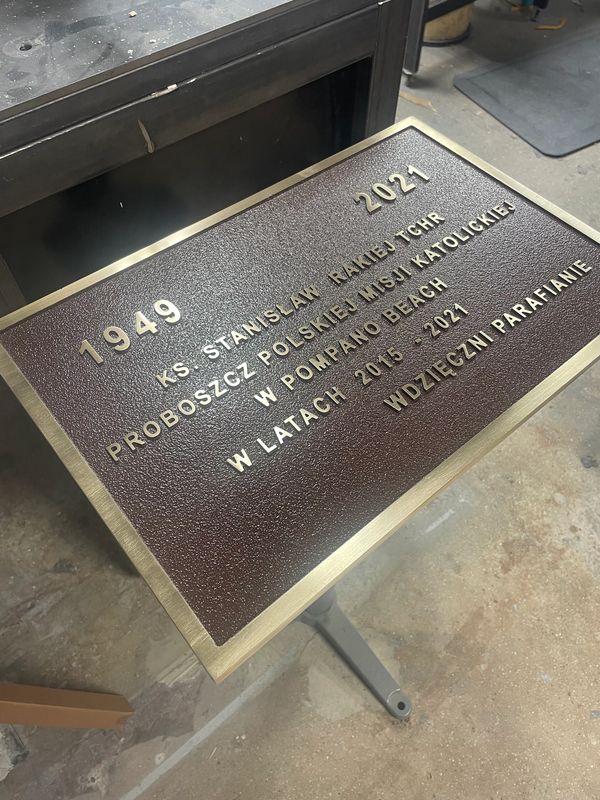 1949 2021
KS. STANISŁAW RAKIEJ TCHR
PROBOSZCZ POLSKIEJ MISJI KATOLICKIEJ
W POMPANO BEACH
W LATACH 2015 - 2021
WDZIĘCZNI PARAFIANIE